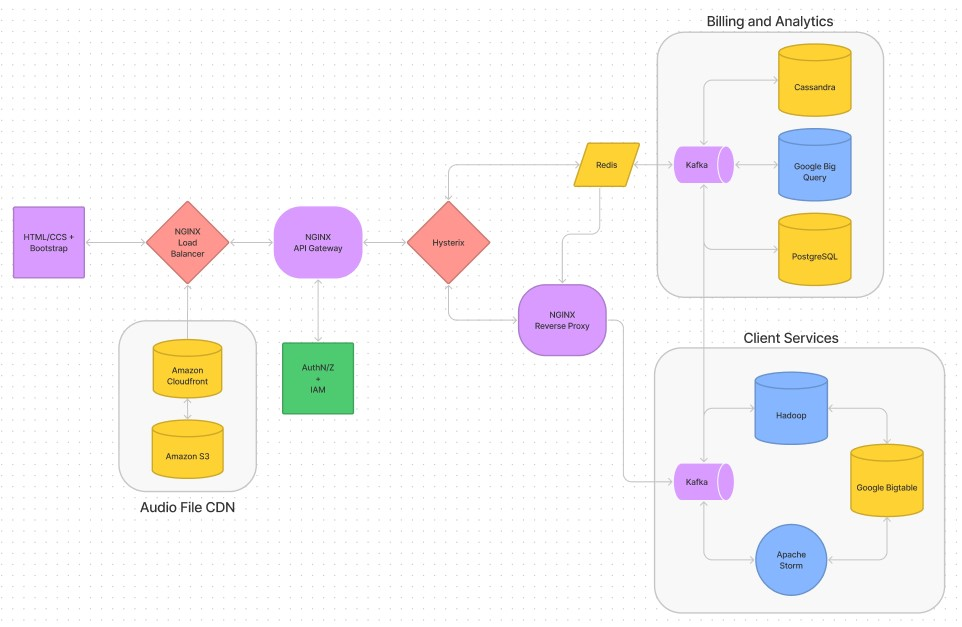 Billing and Analytics
Cassandra
Redis
Kafka
Google Big
Query
HTML/CCS +
Bootstrap
NGINX
Load
Balancer
NGINX
API Gateway
Hysterix
PostgreSQL
NGINX
Reverse Proxy
Client Services
Amazon
Cloudfront
AuthN/Z
+
IAM
Hadoop
Amazon S3
Kafka
Google Bigtable
Audio File CDN
Apache
Storm